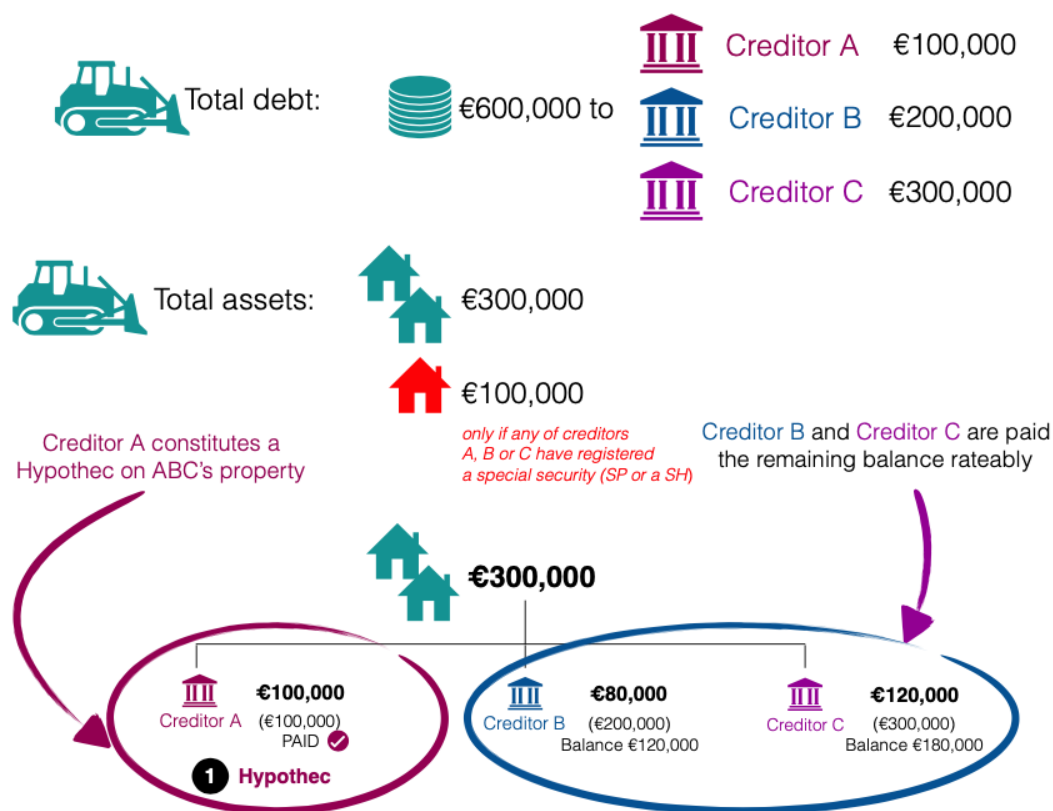 Total debt:
€600,000 to
Creditor A €100,000
Creditor B €200,000
Creditor C €300,000
Total assets:
€300,000
€100,000
only if any of creditors
A, B or C have registered
a special security (SP or a SH)
Creditor A constitutes a
Hypothec on ABC's property
Creditor B and Creditor C are paid
the remaining balance rateably
€300,000
Creditor A
€100,000
(€100,000)
PAID
1 Hypothec
Creditor B
€80,000
(€200,000)
Balance €120,000
Creditor C
€120,000
(€300,000)
Balance €180,000